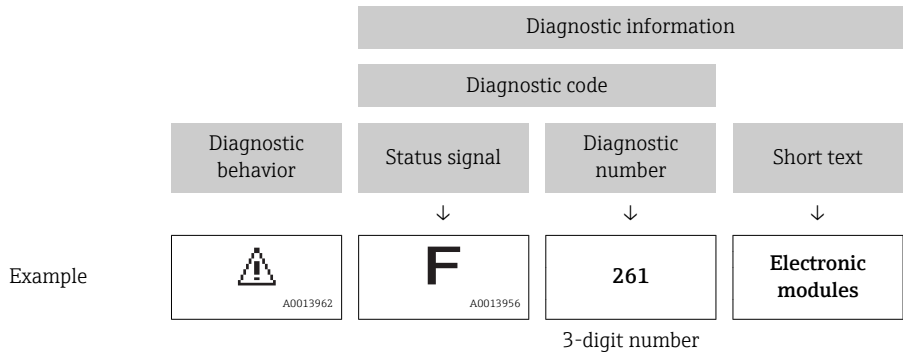 Diagnostic information
Diagnostic code
Diagnostic
behavior
Status signal
Diagnostic
number
Short text
↓
↓
↓
Example
A0013962
F
A0013956
261
Electronic
modules
3-digit number